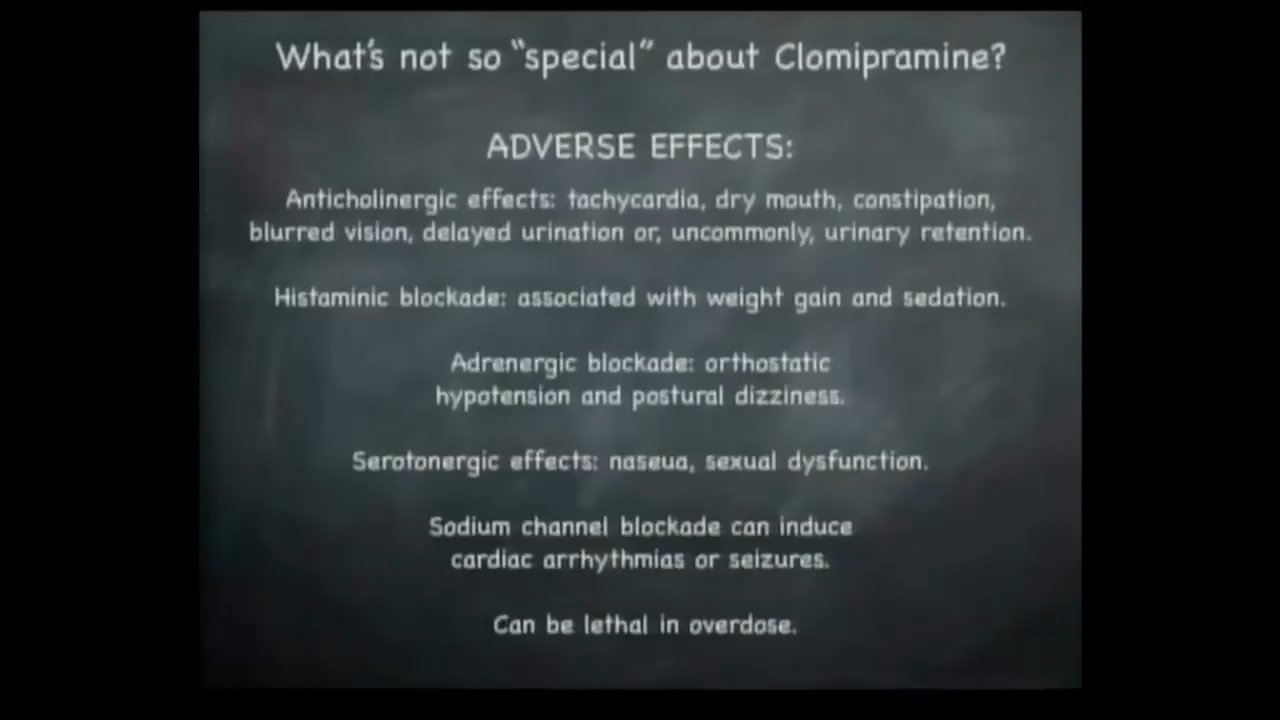 What's not so “special” about Clomipramine?
ADVERSE EFFECTS:
Anticholinergic effects: tachycardia, dry mouth, constipation,
blurred vision, delayed urination or, uncommonly, urinary retention.
Histaminic blockade: associated with weight gain and sedation.
Adrenergic blockade: orthostatic
hypotension and postural dizziness.
Serotonergic effects: naseua, sexual dysfunction.
Sodium channel blockade can induce
cardiac arrhythmias or seizures.
Can be lethal in overdose.